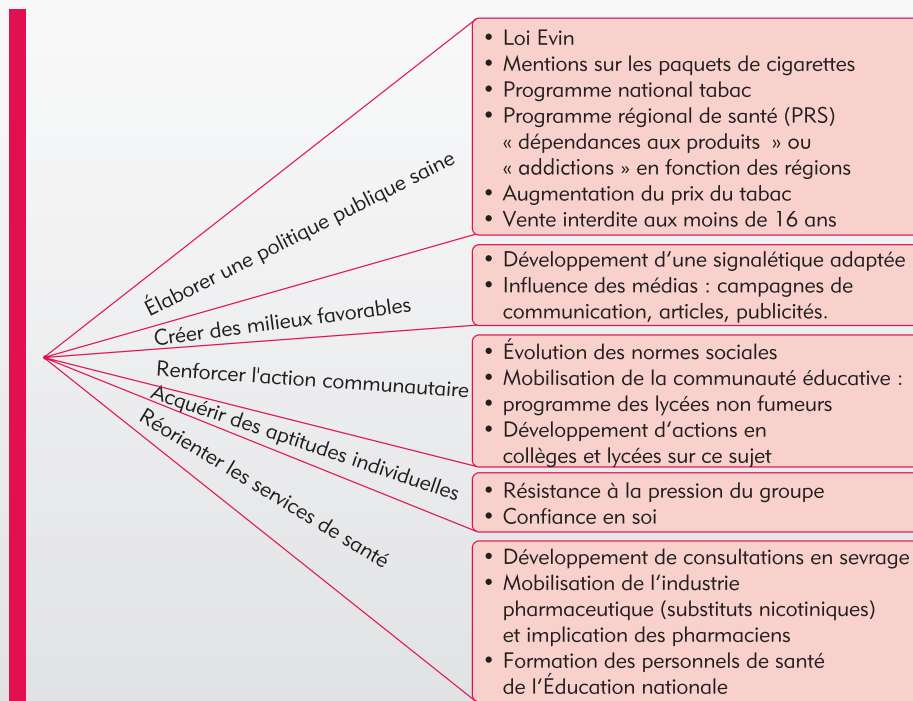 Élaborer une politique publique saine
• Loi Evin
• Mentions sur les paquets de cigarettes
• Programme national tabac
• Programme régional de santé (PRS)
« dépendances aux produits » ou
« addictions » en fonction des régions
• Augmentation du prix du tabac
• Vente interdite aux moins de 16 ans
Créer des milieux favorables
• Développement d'une signalétique adaptée
• Influence des médias : campagnes de
communication, articles, publicités.
Renforcer l'action communautaire
• Évolution des normes sociales
• Mobilisation de la communauté éducative :
• programme des lycées non fumeurs
• Développement d'actions en
collèges et lycées sur ce sujet
Acquérir des aptitudes individuelles
• Résistance à la pression du groupe
• Confiance en soi
Réorienter les services de santé
• Développement de consultations en sevrage
• Mobilisation de l'industrie
pharmaceutique (substituts nicotiniques)
et implication des pharmaciens
• Formation des personnels de santé
de l'Éducation nationale